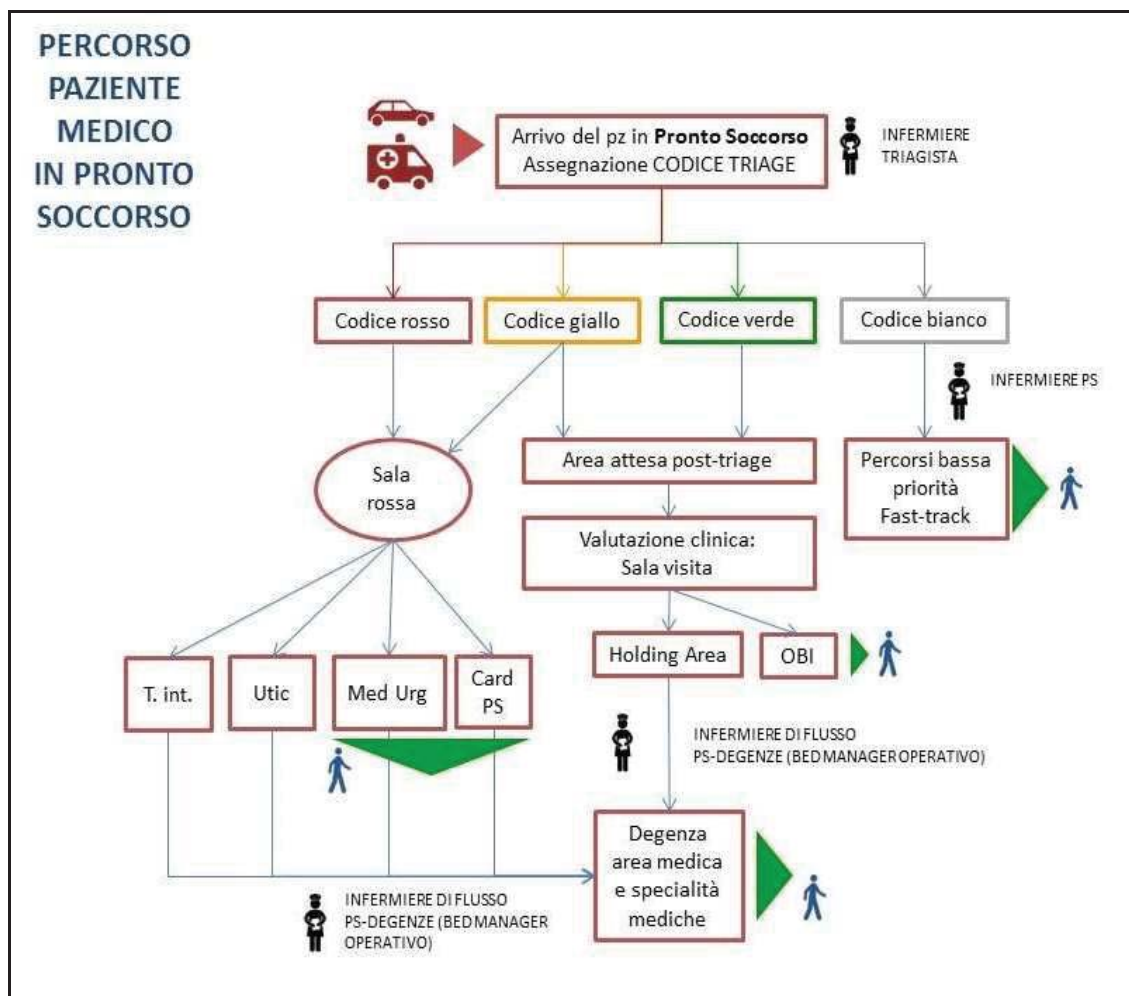 PERCORSO
PAZIENTE
MEDICO
IN PRONTO
SOCCORSO
Arrivo del pz in Pronto Soccorso
Assegnazione CODICE TRIAGE
INFERMIERE
TRIAGISTA
Codice rosso
Codice giallo
Codice verde
Codice bianco
INFERMIERE PS
Sala
rossa
Area attesa post-triage
Percorsi bassa
priorità
Fast-track
Valutazione clinica:
Sala visita
Holding Area
OBI
T. int.
Utic
Med Urg
Card
PS
INFERMIERE DI FLUSSO
PS-DEGENZE (BED MANAGER OPERATIVO)
Degenza
area medica
e specialità
mediche
INFERMIERE DI FLUSSO
PS-DEGENZE (BED MANAGER
OPERATIVO)